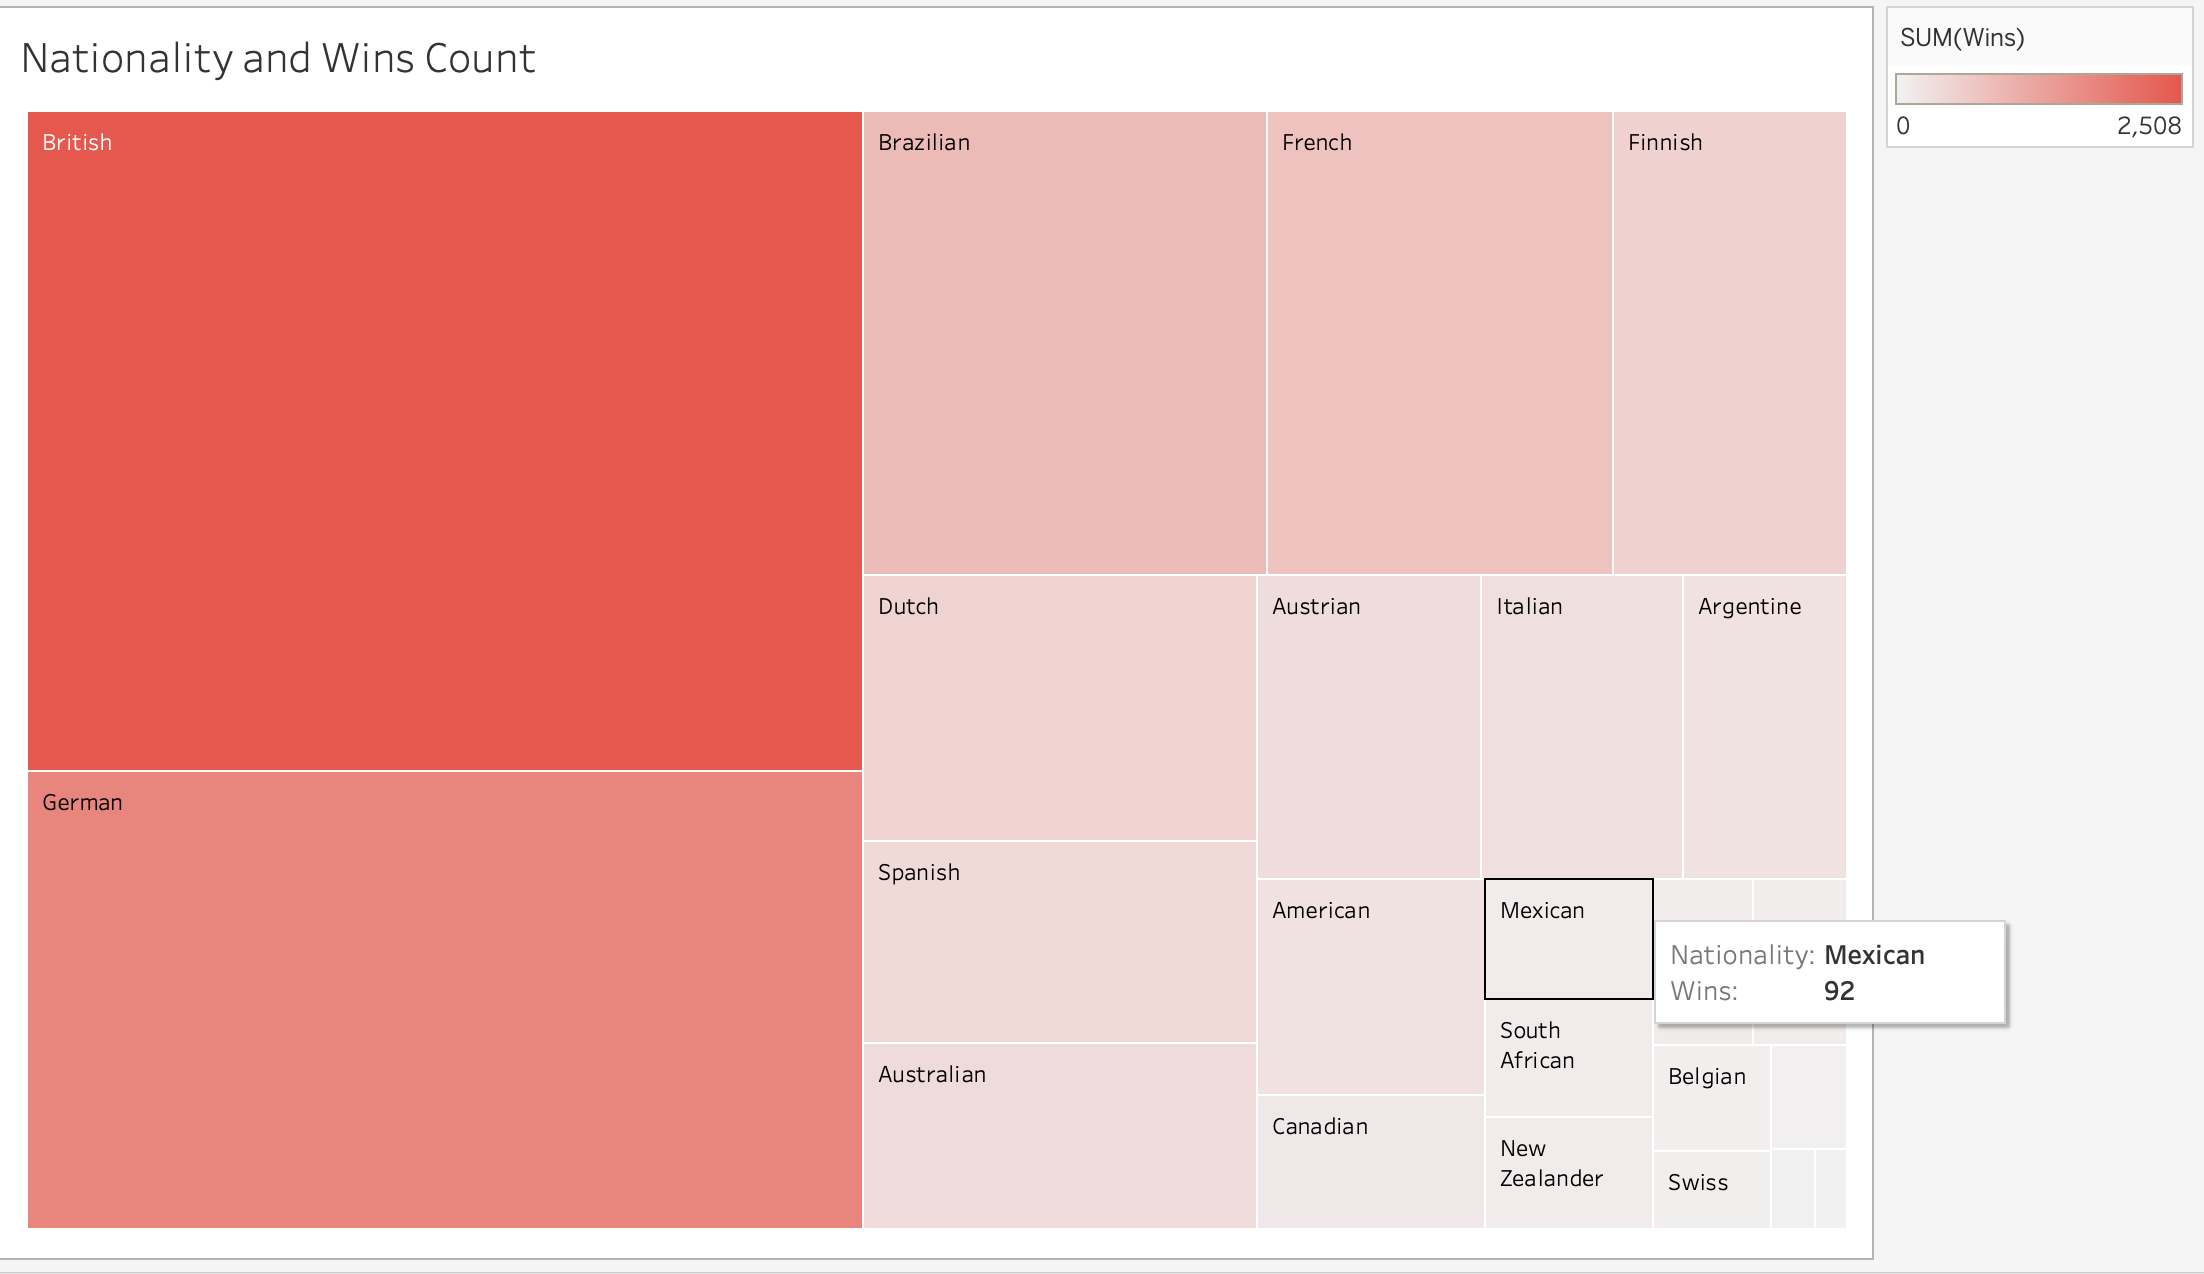 Nationality and Wins Count
SUM(Wins)
0
2,508
British
Brazilian
French
Finnish
Dutch
Austrian
Italian
Argentine
German
Spanish
American
Mexican
Nationality: Mexican
Wins: 92
South
African
Australian
Belgian
Canadian
New
Zealander
Swiss